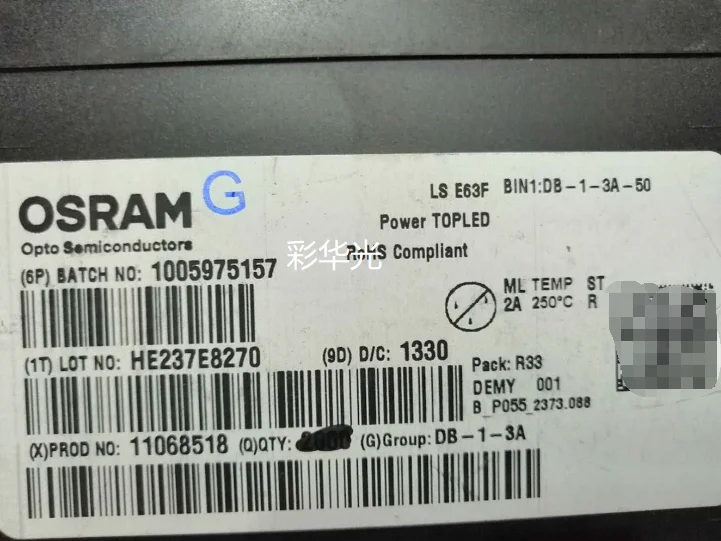 OSRAM G
Opto Semiconductors
LS E63F BIN1:DB-1-3A-50
Power TOPLED
RoHS Compliant
彩华光
(6P) BATCH NO: 1005975157
ML TEMP ST
2A 250°C R
(1T) LOT NO: HE237E8270 (9D) D/C: 1330
Pack: R33
DEMY 001
B_P055_2373.088
(X)PROD NO: 11068518 (Q)QTY: (G)Group: DB-1-3A